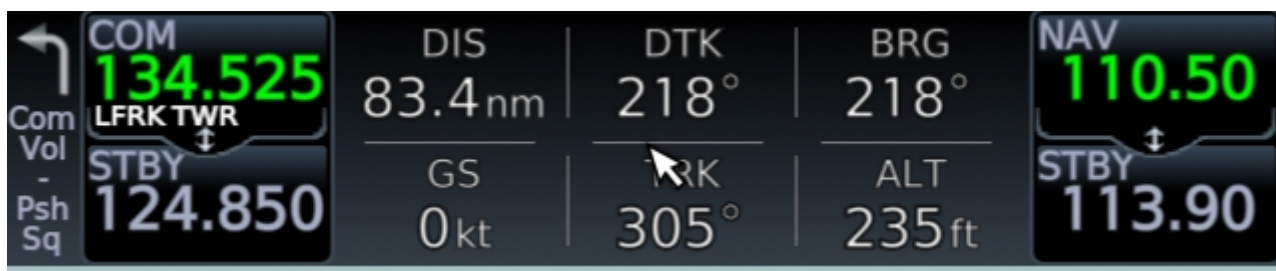 Com
Vol
-
Psh
Sq
COM
134.525
LFRK TWR
STBY
124.850
DIS
83.4nm
DTK
218°
BRG
218°
GS
0kt
TRK
305°
ALT
235ft
NAV
110.50
STBY
113.90